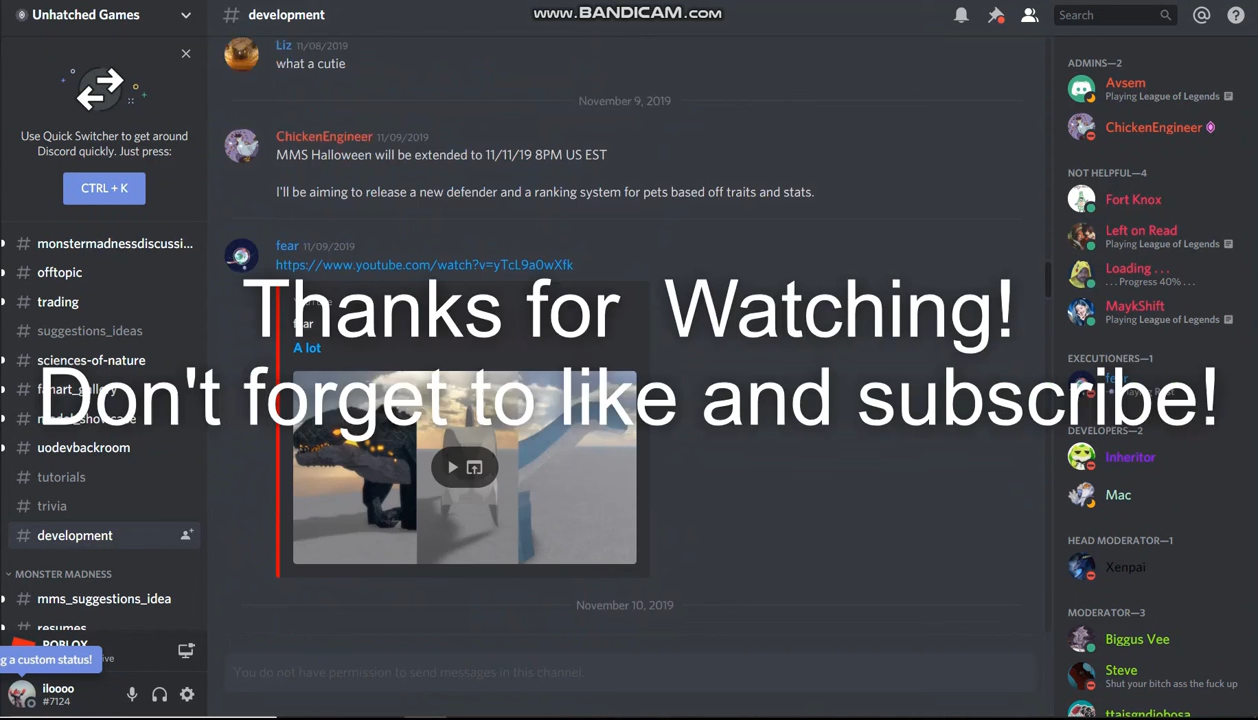 Unhatched Games
development
www.BANDICAM.com
Search
Use Quick Switcher to get around
Discord quickly. Just press:
CTRL + K
# monstermadnessdiscussi...
# offtopic
# trading
# suggestions_ideas
# sciences-of-nature
# uodevbackroom
# tutorials
# trivia
# development
MONSTER MADNESS
# mms_suggestions_idea
# resumes
ROBLOX
g a custom status!
iloooo
#7124
Liz 11/08/2019
what a cutie
November 9, 2019
ChickenEngineer 11/09/2019
MMS Halloween will be extended to 11/11/19 8PM US EST
I'll be aiming to release a new defender and a ranking system for pets based off traits and stats.
fear 11/09/2019
https://www.youtube.com/watch?v=yTcL9a0wXfk
fear
A lot
Thanks for Watching!
Don't forget to like and subscribe!
November 10, 2019
You do not have permission to send messages in this channel.
ADMINS—2
Avsem
Playing League of Legends
ChickenEngineer
NOT HELPFUL—4
Fort Knox
Left on Read
Playing League of Legends
Loading . . .
. . . Progress 40% . . .
MaykShift
Playing League of Legends
EXECUTIONERS—1
fear
DEVELOPERS—2
Inheritor
Mac
HEAD MODERATOR—1
Xenpai
MODERATOR—3
Biggus Vee
Steve
Shut your bitch ass the fuck up